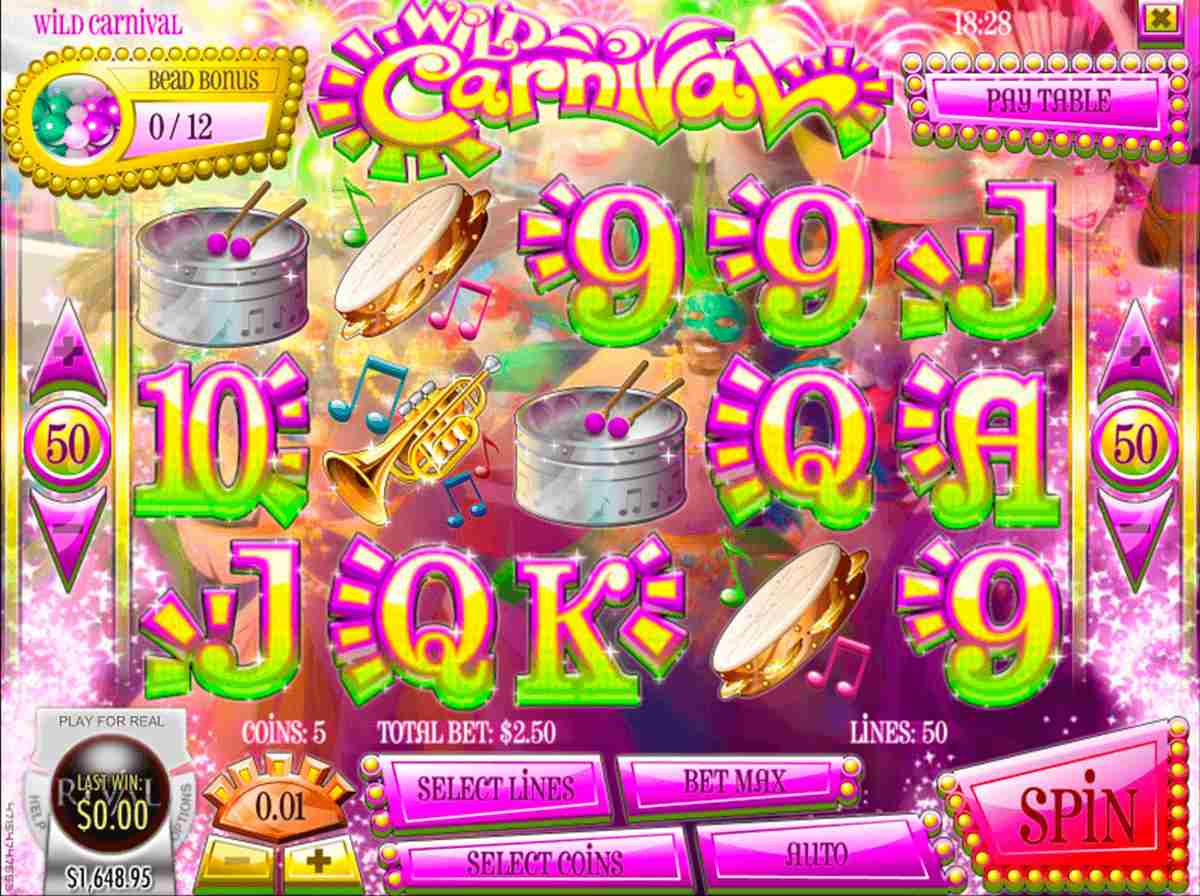 WILD CARNIVAL
18:28
WILD CARNIVAL
BEAD BONUS
0 / 12
PAY TABLE
9 9 J
10 Q A
50
50
J Q K 9
PLAY FOR REAL
COINS: 5
TOTAL BET: $2.50
LINES: 50
LAST WIN:
$0.00
HELP
OPTIONS
0.01
SELECT LINES
BET MAX
SPIN
SELECT COINS
AUTO
$1,648.95